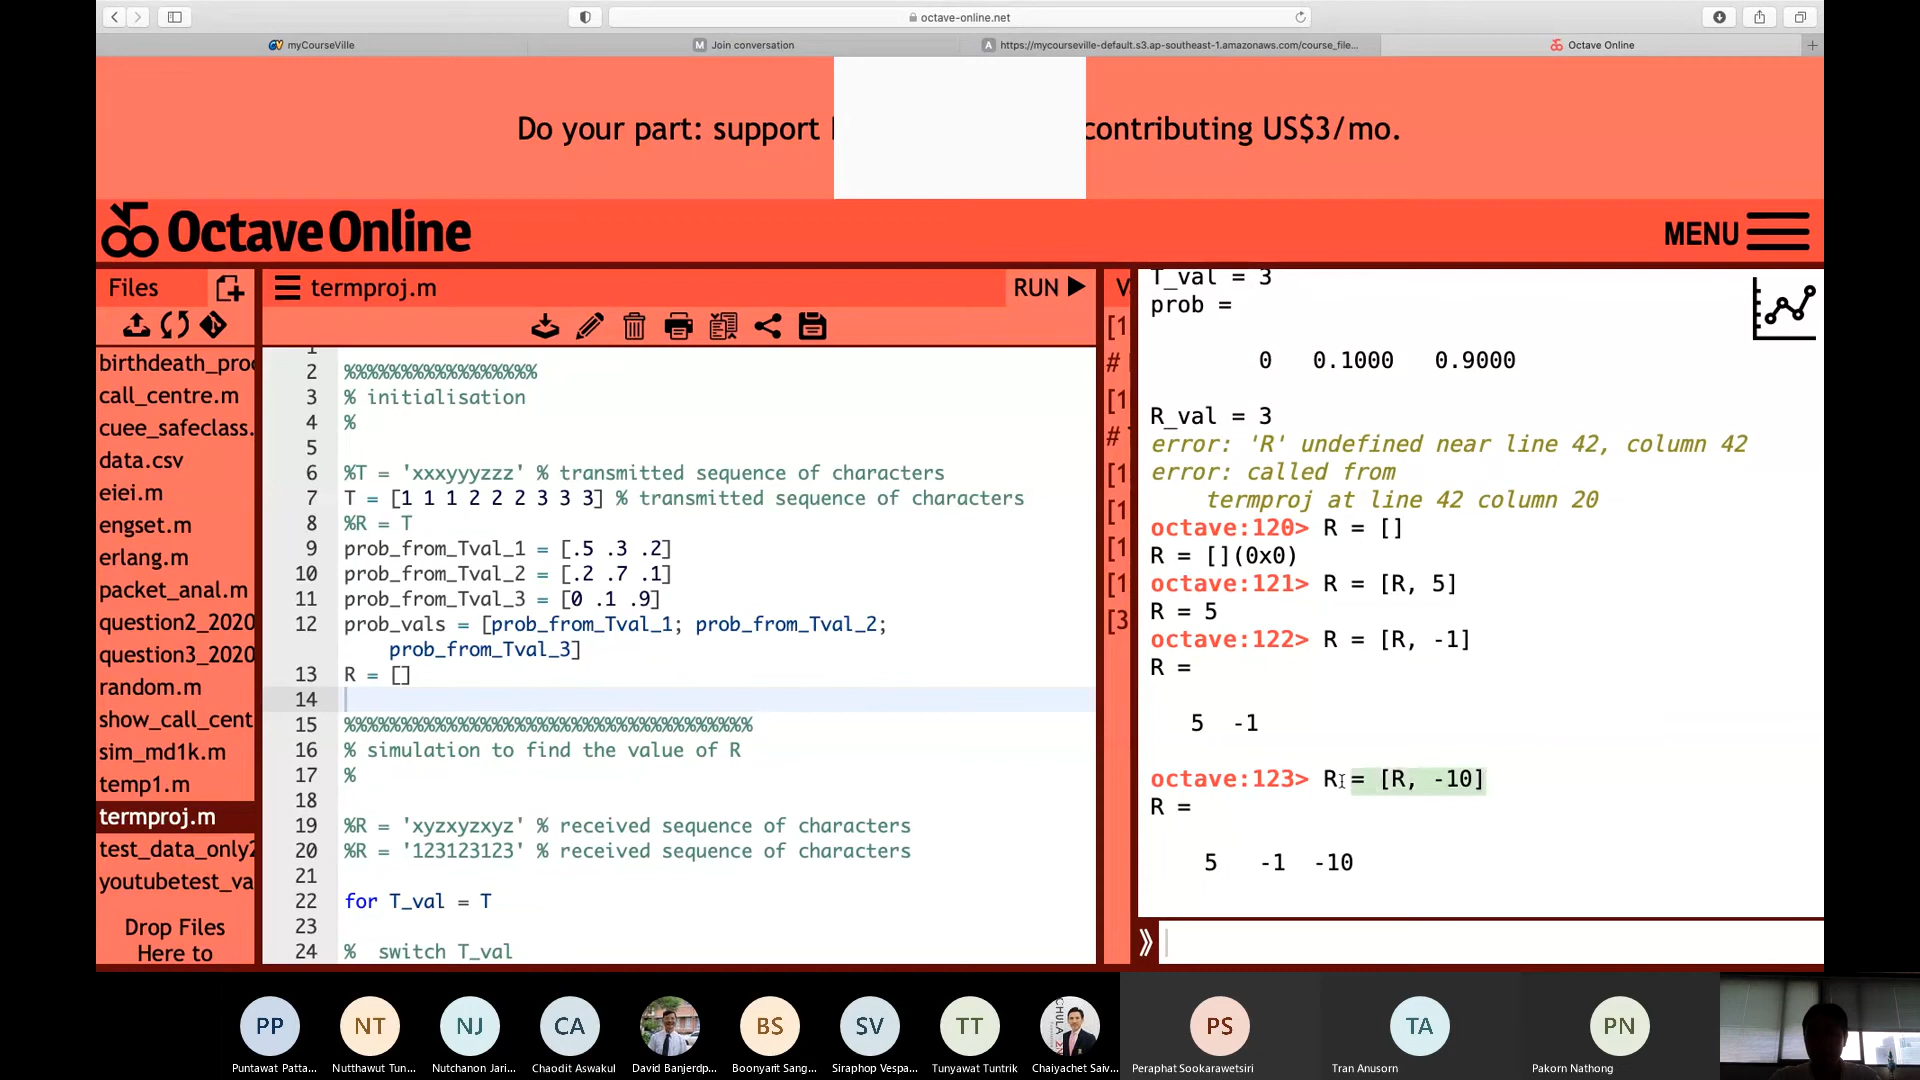 octave-online.net
myCourseVille
M Join conversation
A https://mycourseville-default.s3.ap-southeast-1.amazonaws.com/course_file...
Octave Online
Do your part: support
contributing US$3/mo.
Octave Online
MENU
Files
termproj.m
RUN
birthdeath_pro
call_centre.m
cuee_safeclass.
data.csv
eiei.m
engset.m
erlang.m
packet_anal.m
question2_2020
question3_2020
random.m
show_call_cent
sim_md1k.m
temp1.m
termproj.m
test_data_only2
youtubetest_va
Drop Files
Here to
1
2 %%%%%%%%%%%%%%%%%
3 % initialisation
4 %
5
6 %T = 'xxxyyyzzz' % transmitted sequence of characters
7 T = [1 1 1 2 2 2 3 3 3] % transmitted sequence of characters
8 %R = T
9 prob_from_Tval_1 = [.5 .3 .2]
10 prob_from_Tval_2 = [.2 .7 .1]
11 prob_from_Tval_3 = [0 .1 .9]
12 prob_vals = [prob_from_Tval_1; prob_from_Tval_2;
prob_from_Tval_3]
13 R = []
14
15 %%%%%%%%%%%%%%%%%%%%%%%%%%%%%%%%%%%%
16 % simulation to find the value of R
17 %
18
19 %R = 'xyzxyzxyz' % received sequence of characters
20 %R = '123123123' % received sequence of characters
21
22 for T_val = T
23
24 % switch T_val
V
[1
#
[1
#
[1
[1
[1
[1
[3
T_val = 3
prob =
0 0.1000 0.9000
R_val = 3
error: 'R' undefined near line 42, column 42
error: called from
termproj at line 42 column 20
octave:120> R = []
R = [](0x0)
octave:121> R = [R, 5]
R = 5
octave:122> R = [R, -1]
R =
5 -1
octave:123> R = [R, -10]
R =
5 -1 -10
PP
NT
NJ
CA
BS
SV
TT
CHULA
PS
TA
PN
Puntawat Patta...
Nutthawut Tun...
Nutchanon Jari...
Chaodit Aswakul
David Banjerdp...
Boonyarit Sang...
Siraphop Vespa...
Tunyawat Tuntrik
Chaiyachet Saiv...
Peraphat Sookarawetsiri
Tran Anusorn
Pakorn Nathong